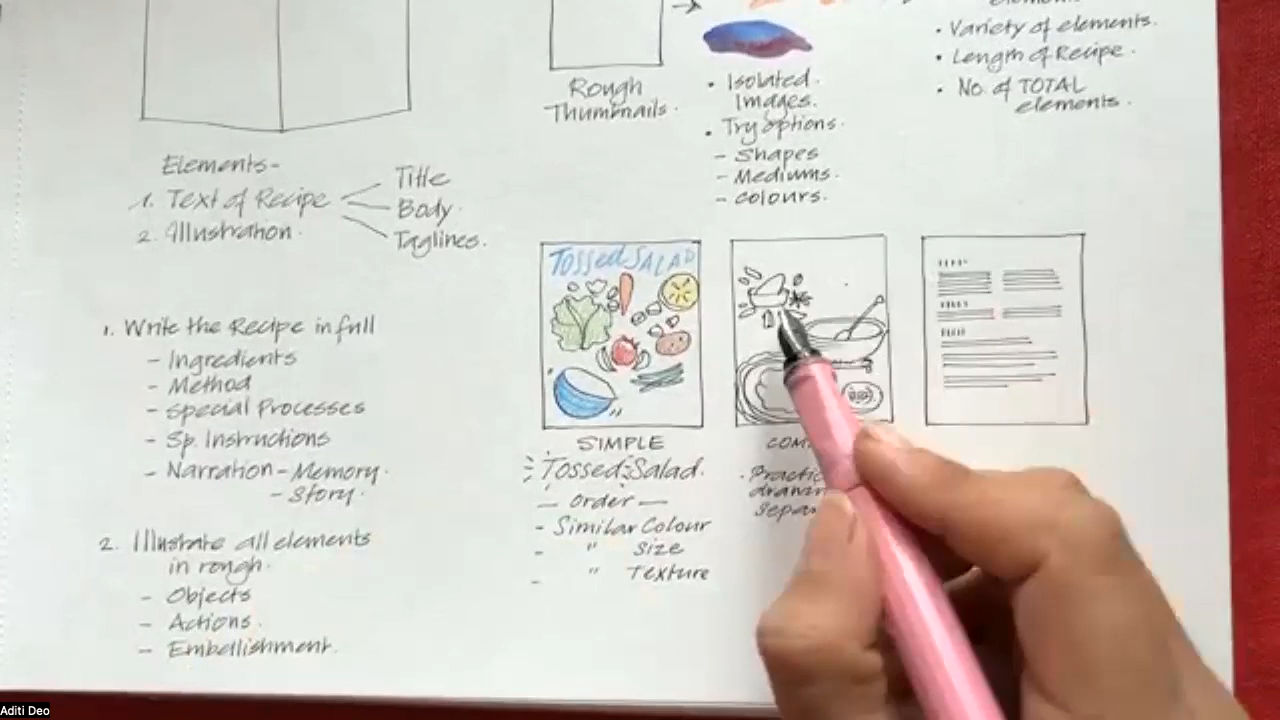 Rough
Thumbnails.
• Isolated.
Images.
• Try options.
- Shapes
- Mediums.
- colours.
• Variety of elements.
• Length of Recipe.
• No. of TOTAL
elements.
Elements-
1. Text of Recipe
2. Illustration.
Title
Body.
Taglines.
1. Write the Recipe in full
- Ingredients
- Method
- Special Processes
- Sp. Instructions
- Narration - Memory.
- Story.
2. Illustrate all elements
in rough.
- Objects
- Actions.
- Embellishment.
TOSSED SALAD
SIMPLE
Tossed Salad.
- Order -
- Similar Colour
- " Size
- " Texture
Aditi Deo